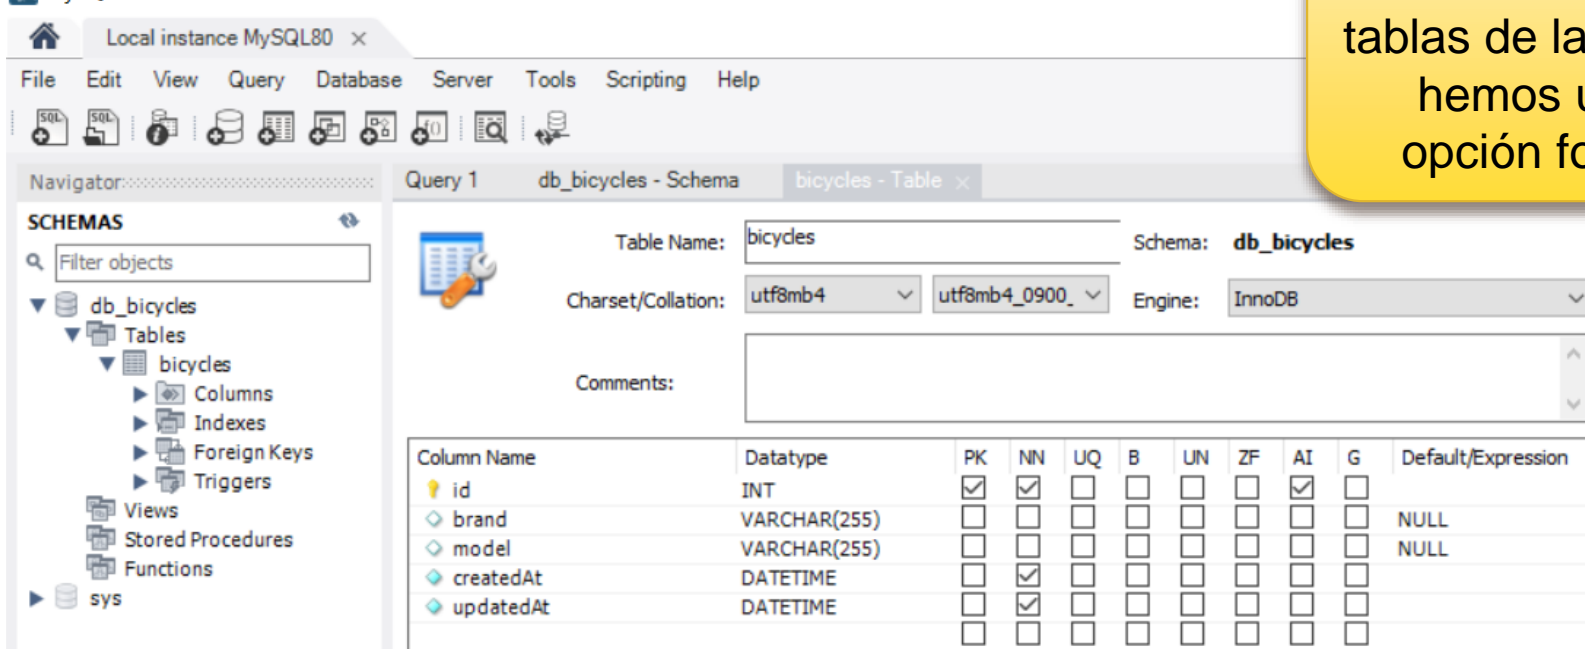 Local instance MySQL80 ×
tablas de la
hemos
opción
File Edit View Query Database Server Tools Scripting Help
SQL SQL
Navigator
Query 1 db_bicycles - Schema bicycles - Table ×
SCHEMAS
Filter objects
db_bicycles
Tables
bicycles
Columns
Indexes
Foreign Keys
Triggers
Views
Stored Procedures
Functions
sys
Table Name: bicycles Schema: db_bicycles
Charset/Collation: utf8mb4 utf8mb4_0900_ Engine: InnoDB
Comments:
Column Name Datatype PK NN UQ B UN ZF AI G Default/Expression
id INT
brand VARCHAR(255) NULL
model VARCHAR(255) NULL
createdAt DATETIME
updatedAt DATETIME